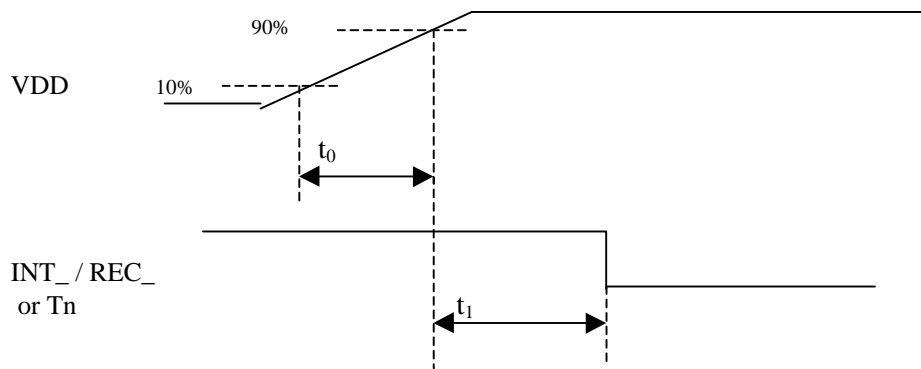 90%
VDD
10%
t₀
INT_ / REC_
or Tn
t₁